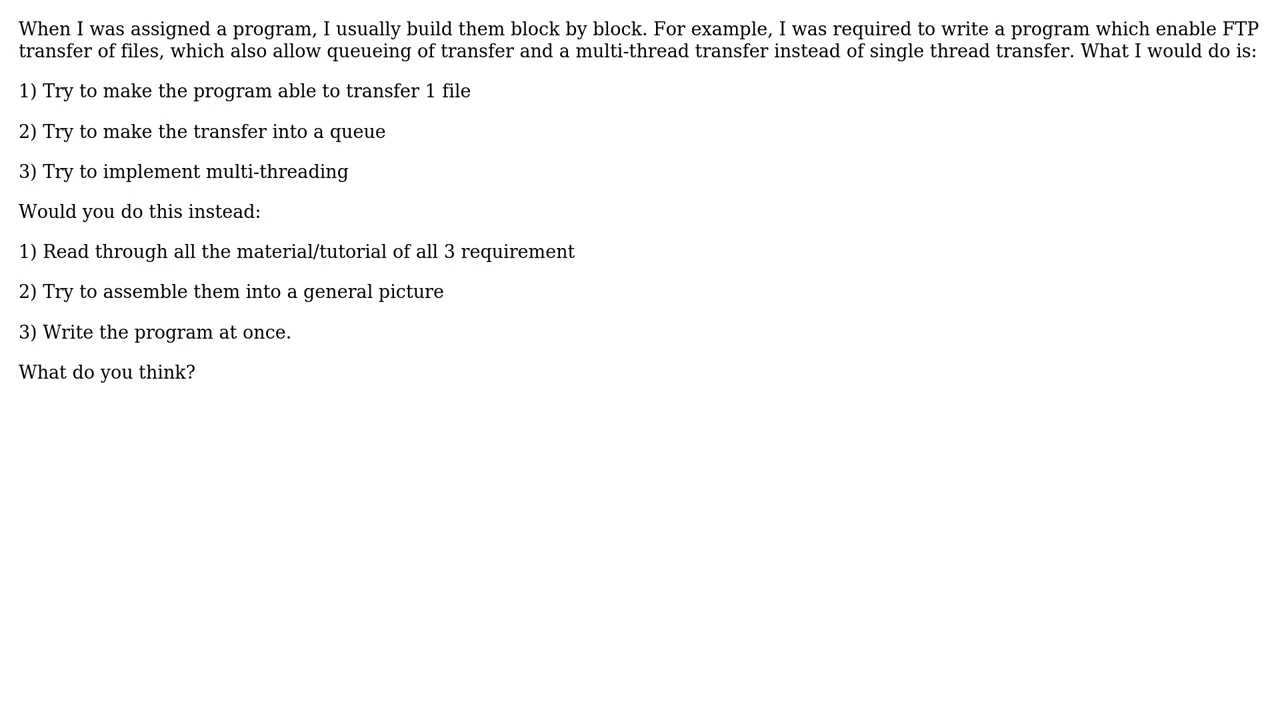 When I was assigned a program, I usually build them block by block. For example, I was required to write a program which enable FTP
transfer of files, which also allow queueing of transfer and a multi-thread transfer instead of single thread transfer. What I would do is:
1) Try to make the program able to transfer 1 file
2) Try to make the transfer into a queue
3) Try to implement multi-threading
Would you do this instead:
1) Read through all the material/tutorial of all 3 requirement
2) Try to assemble them into a general picture
3) Write the program at once.
What do you think?